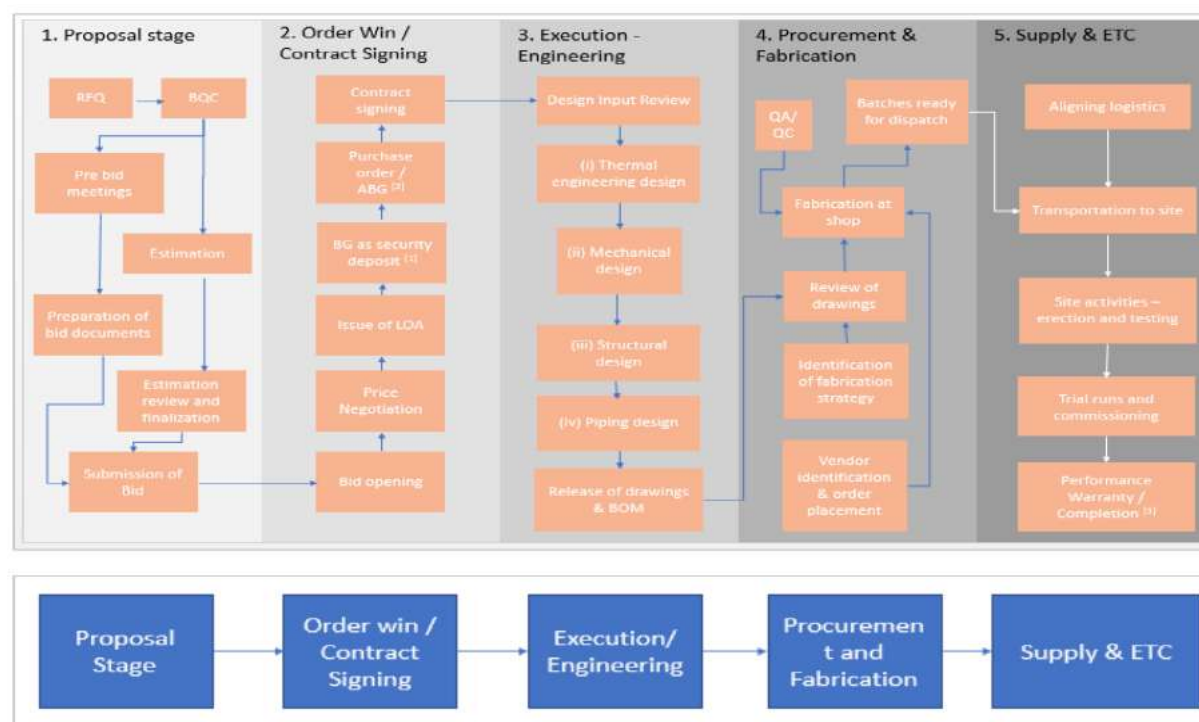 1. Proposal stage
RFQ
BQC
Pre bid
meetings
Estimation
Preparation of
bid documents
Estimation
review and
finalization
Submission of
Bid
2. Order Win /
Contract Signing
Contract
signing
Purchase
order /
ABG [2]
BG as security
deposit [1]
Issue of LOA
Price
Negotiation
Bid opening
3. Execution -
Engineering
Design Input Review
(i) Thermal
engineering design
(ii) Mechanical
design
(iii) Structural
design
(iv) Piping design
Release of drawings
& BOM
4. Procurement &
Fabrication
QA/
QC
Batches ready
for dispatch
Fabrication at
shop
Review of
drawings
Identification
of fabrication
strategy
Vendor
identification
& order
placement
5. Supply & ETC
Aligning logistics
Transportation to site
Site activities –
erection and testing
Trial runs and
commissioning
Performance
Warranty /
Completion [3]
Proposal
Stage
Order win /
Contract
Signing
Execution/
Engineering
Procuremen
t and
Fabrication
Supply & ETC